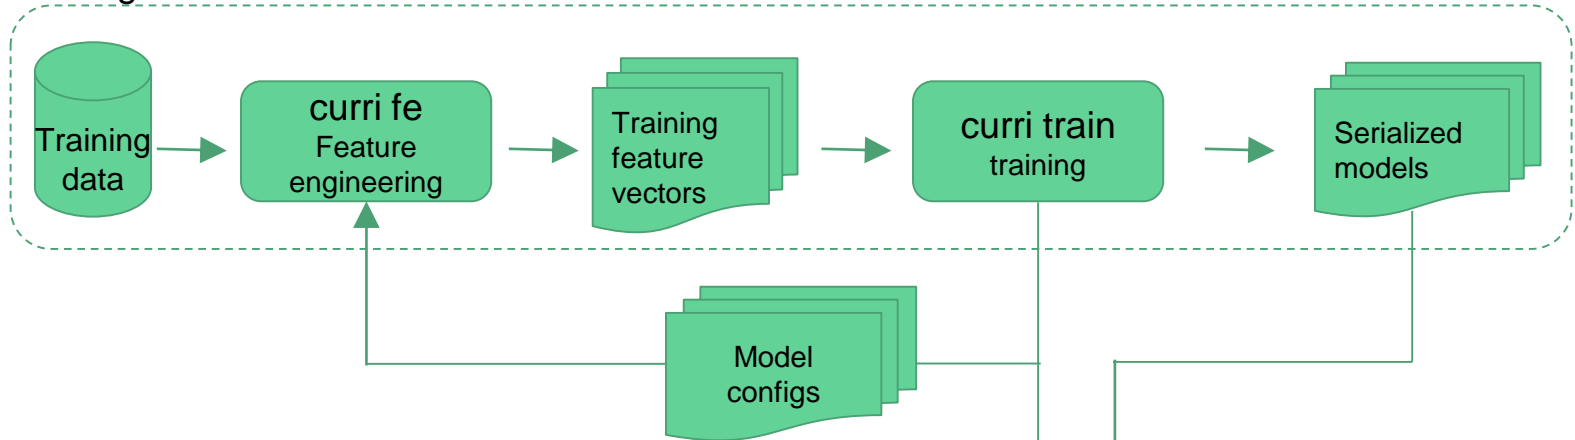 Training
data
curri fe
Feature
engineering
Training
feature
vectors
curri train
training
Serialized
models
Model
configs